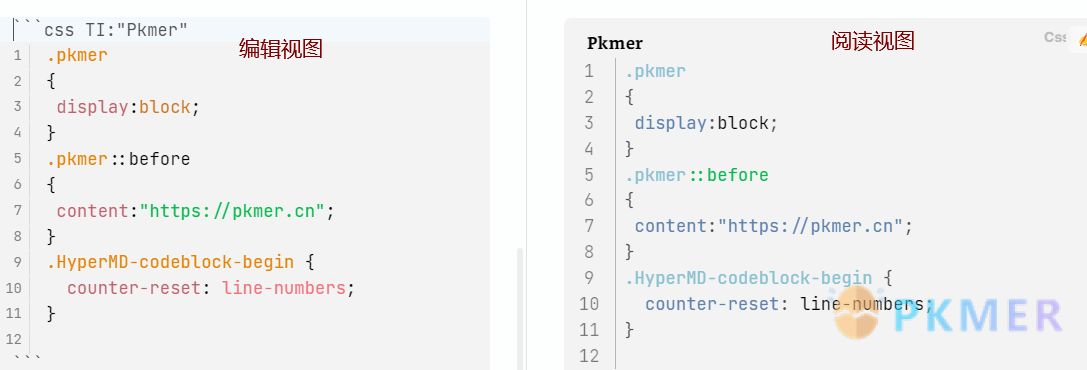 ```css TI:"Pkmer"
编辑视图
1 .pkmer
2 {
3 display:block;
4 }
5 .pkmer::before
6 {
7 content:"https://pkmer.cn";
8 }
9 .HyperMD-codeblock-begin {
10 counter-reset: line-numbers;
11 }
12
```
Pkmer
阅读视图
Css
1 .pkmer
2 {
3 display:block;
4 }
5 .pkmer::before
6 {
7 content:"https://pkmer.cn";
8 }
9 .HyperMD-codeblock-begin {
10 counter-reset: line-numbers;
11 }
12
PKMER